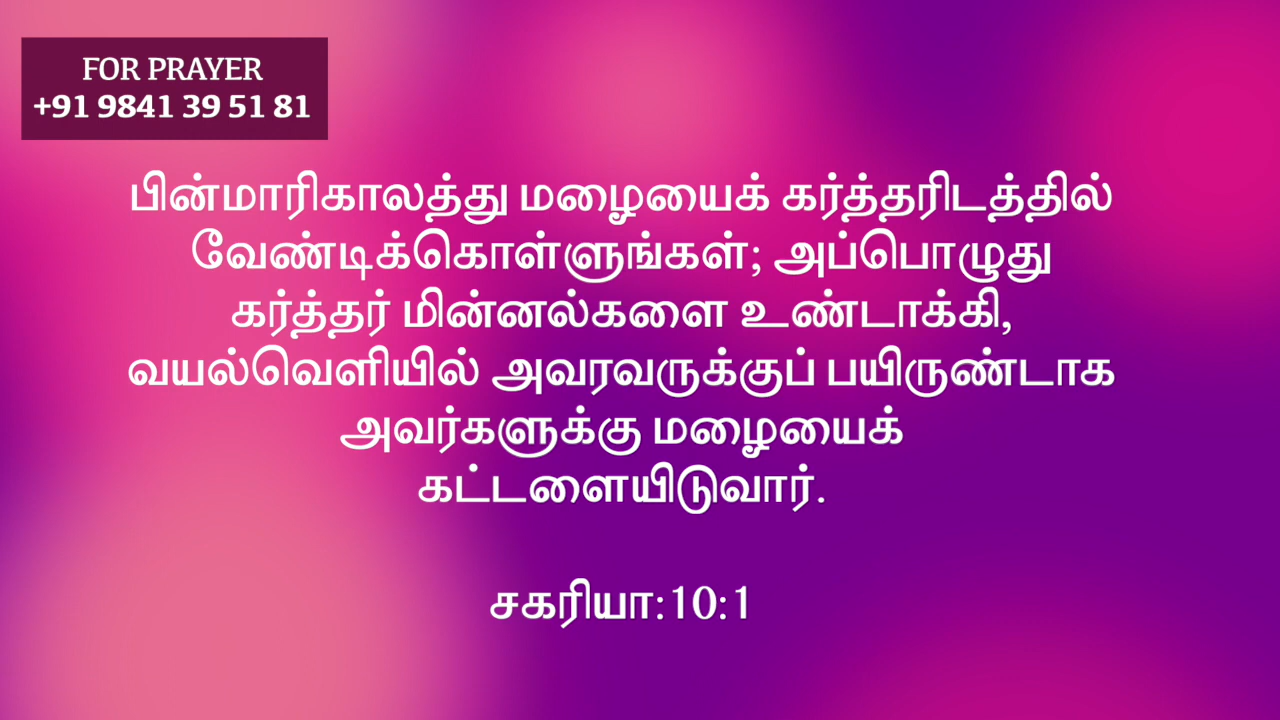 FOR PRAYER
+91 9841 39 51 81
பின்மாரிகாலத்து மழையைக் கர்த்தரிடத்தில்
வேண்டிக்கொள்ளுங்கள்; அப்பொழுது
கர்த்தர் மின்னல்களை உண்டாக்கி,
வயல்வெளியில் அவரவருக்குப் பயிருண்டாக
அவர்களுக்கு மழையைக்
கட்டளையிடுவார்.
சகரியா:10:1